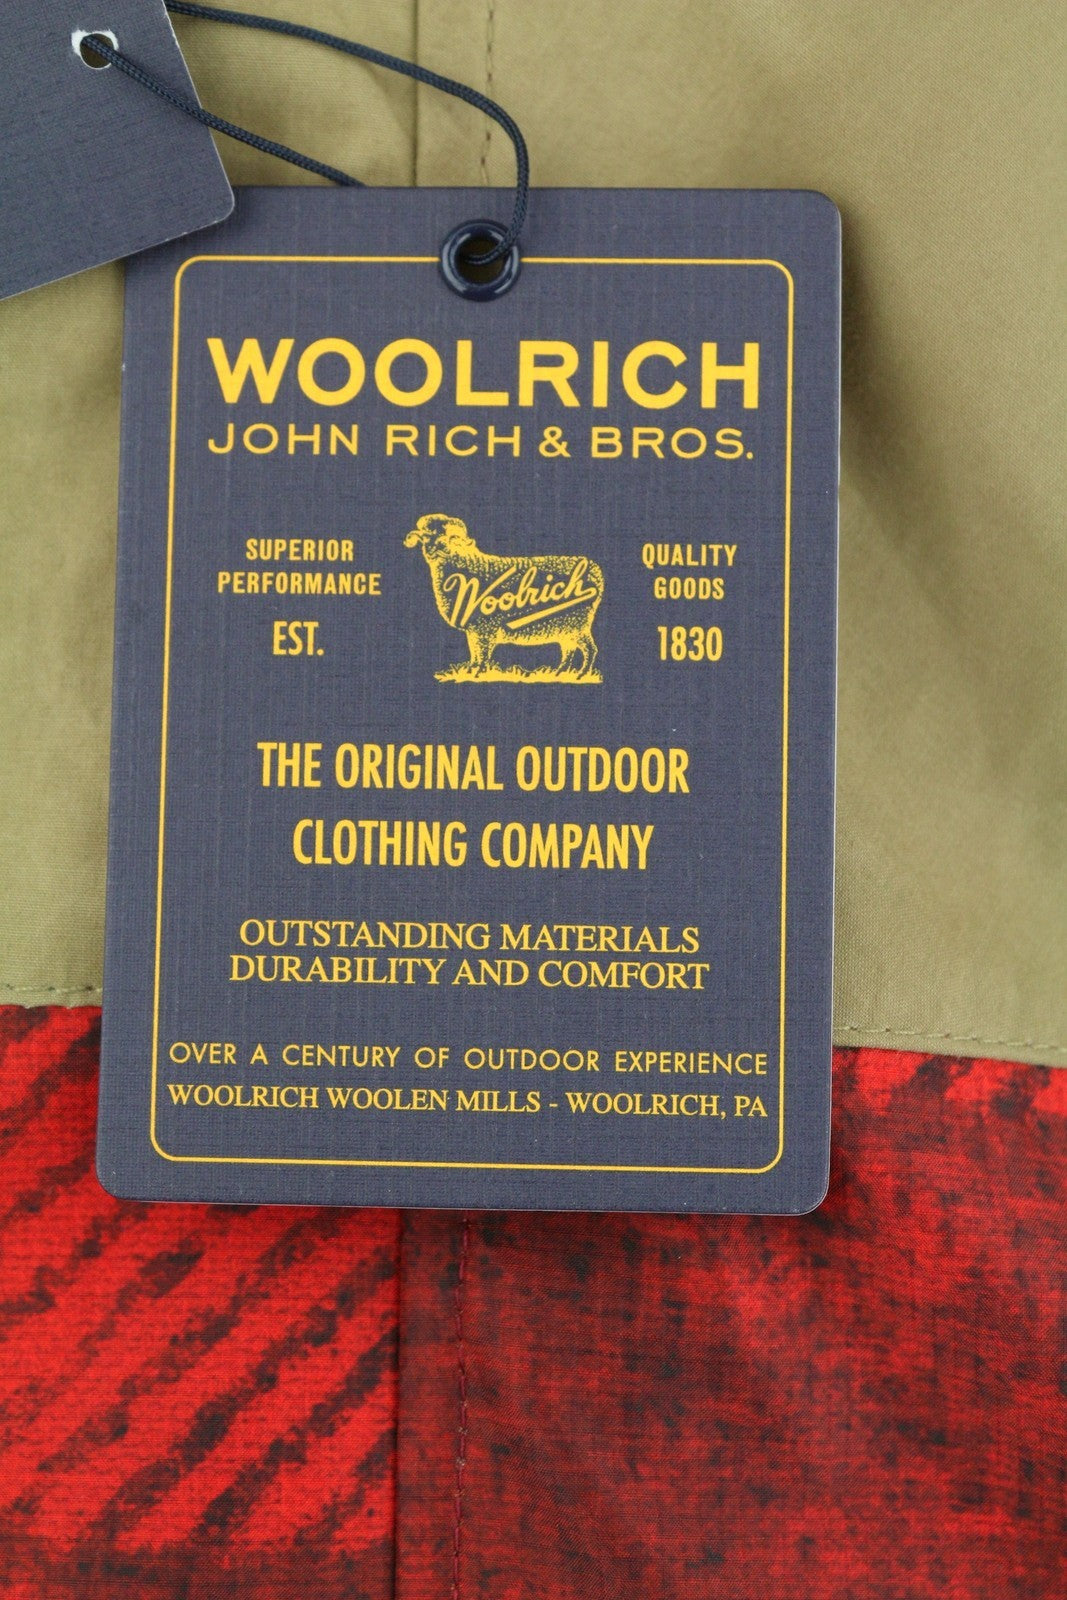 WOOLRICH
JOHN RICH & BROS.
SUPERIOR
PERFORMANCE
EST.
Woolrich
QUALITY
GOODS
1830
THE ORIGINAL OUTDOOR
CLOTHING COMPANY
OUTSTANDING MATERIALS
DURABILITY AND COMFORT
OVER A CENTURY OF OUTDOOR EXPERIENCE
WOOLRICH WOOLEN MILLS - WOOLRICH, PA